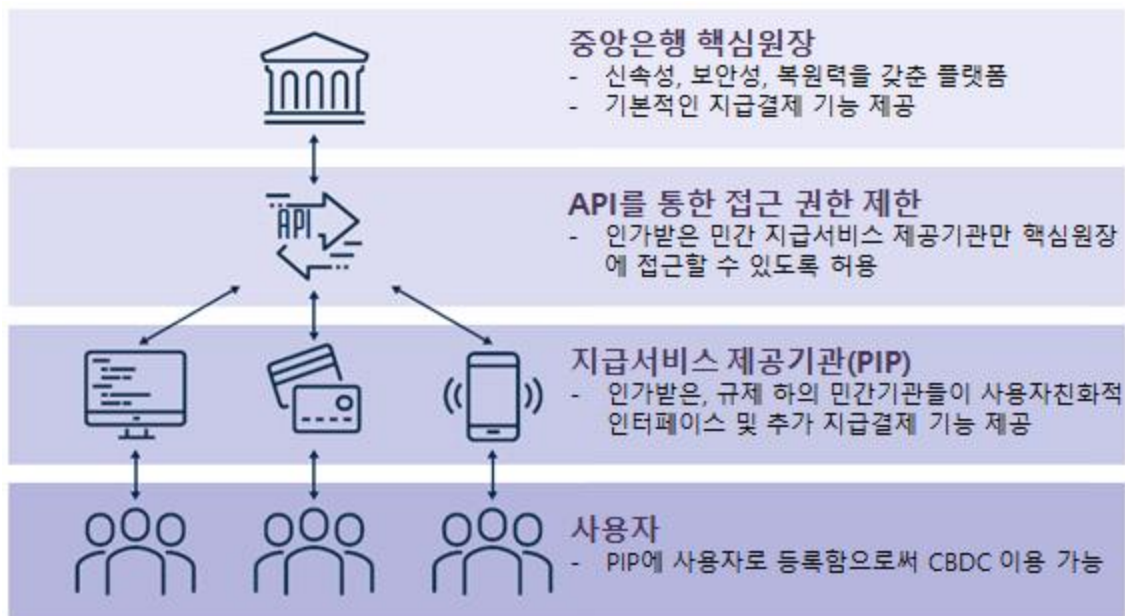 중앙은행 핵심원장
- 신속성, 보안성, 복원력을 갖춘 플랫폼
- 기본적인 지급결제 기능 제공
API
API를 통한 접근 권한 제한
- 인가받은 민간 지급서비스 제공기관만 핵심원장
에 접근할 수 있도록 허용
지급서비스 제공기관(PIP)
- 인가받은, 규제 하의 민간기관들이 사용자친화적
인터페이스 및 추가 지급결제 기능 제공
사용자
- PIP에 사용자로 등록함으로써 CBDC 이용 가능